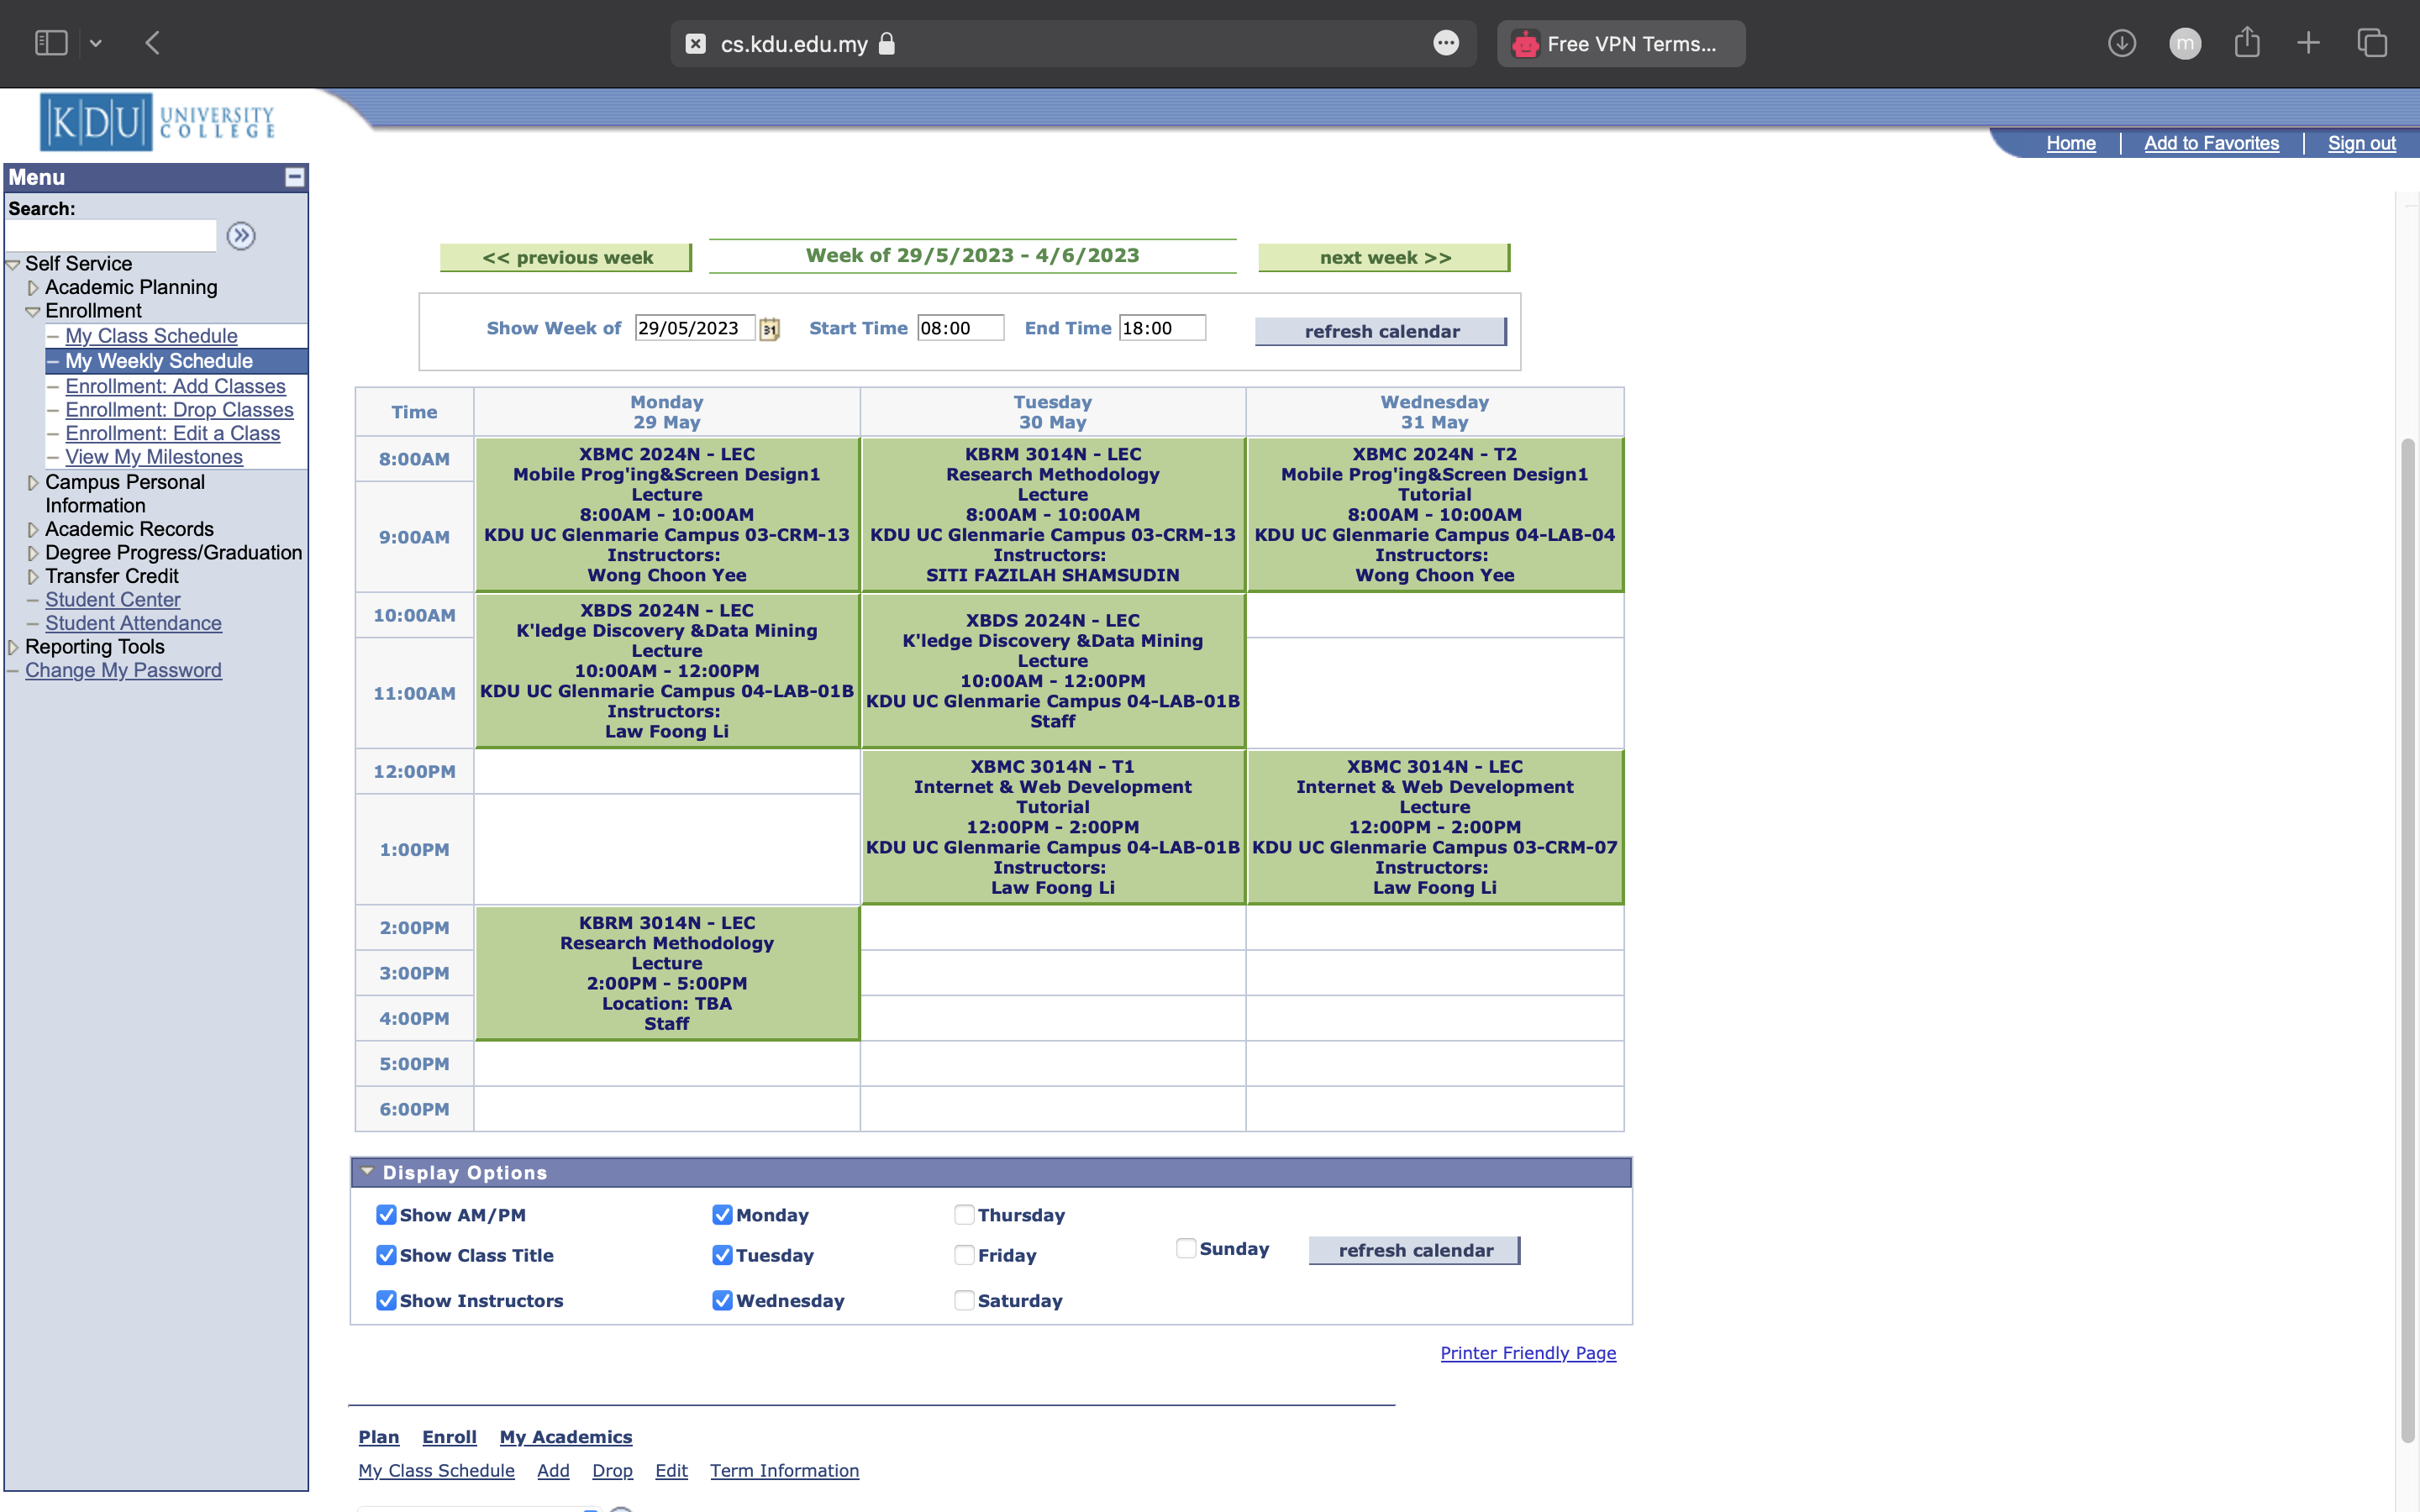 cs.kdu.edu.my
Free VPN Terms...
m
KDU UNIVERSITY COLLEGE
Home Add to Favorites Sign out
Menu
Search:
Self Service
Academic Planning
Enrollment
My Class Schedule
My Weekly Schedule
Enrollment: Add Classes
Enrollment: Drop Classes
Enrollment: Edit a Class
View My Milestones
Campus Personal
Information
Academic Records
Degree Progress/Graduation
Transfer Credit
Student Center
Student Attendance
Reporting Tools
Change My Password
<< previous week
Week of 29/5/2023 - 4/6/2023
next week >>
Show Week of 29/05/2023 31 Start Time 08:00 End Time 18:00 refresh calendar
Time
Monday
29 May
Tuesday
30 May
Wednesday
31 May
8:00AM
9:00AM
XBMC 2024N - LEC
Mobile Prog'ing&Screen Design1
Lecture
8:00AM - 10:00AM
KDU UC Glenmarie Campus 03-CRM-13
Instructors:
Wong Choon Yee
KBRM 3014N - LEC
Research Methodology
Lecture
8:00AM - 10:00AM
KDU UC Glenmarie Campus 03-CRM-13
Instructors:
SITI FAZILAH SHAMSUDIN
XBMC 2024N - T2
Mobile Prog'ing&Screen Design1
Tutorial
8:00AM - 10:00AM
KDU UC Glenmarie Campus 04-LAB-04
Instructors:
Wong Choon Yee
10:00AM
11:00AM
XBDS 2024N - LEC
K'ledge Discovery &Data Mining
Lecture
10:00AM - 12:00PM
KDU UC Glenmarie Campus 04-LAB-01B
Instructors:
Law Foong Li
XBDS 2024N - LEC
K'ledge Discovery &Data Mining
Lecture
10:00AM - 12:00PM
KDU UC Glenmarie Campus 04-LAB-01B
Staff
12:00PM
1:00PM
XBMC 3014N - T1
Internet & Web Development
Tutorial
12:00PM - 2:00PM
KDU UC Glenmarie Campus 04-LAB-01B
Instructors:
Law Foong Li
XBMC 3014N - LEC
Internet & Web Development
Lecture
12:00PM - 2:00PM
KDU UC Glenmarie Campus 03-CRM-07
Instructors:
Law Foong Li
2:00PM
3:00PM
4:00PM
KBRM 3014N - LEC
Research Methodology
Lecture
2:00PM - 5:00PM
Location: TBA
Staff
5:00PM
6:00PM
Display Options
Show AM/PM Monday Thursday
Show Class Title Tuesday Friday Sunday refresh calendar
Show Instructors Wednesday Saturday
Printer Friendly Page
Plan Enroll My Academics
My Class Schedule Add Drop Edit Term Information